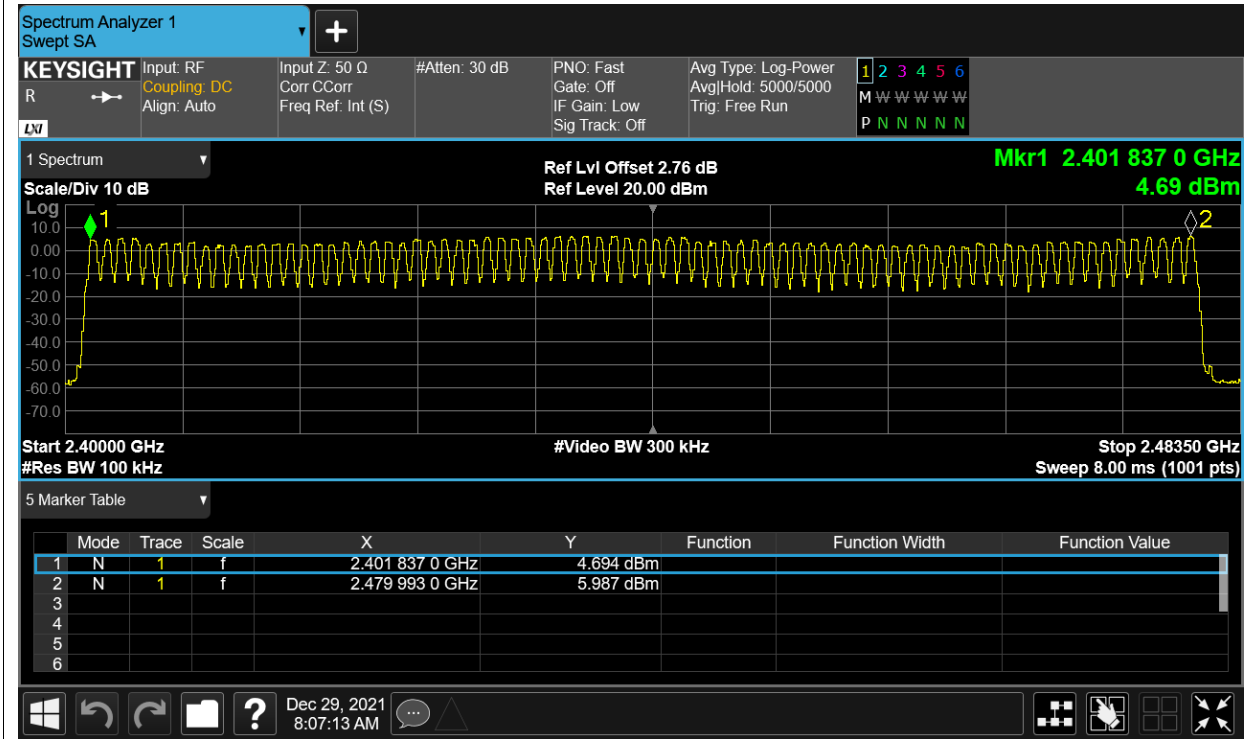 Spectrum Analyzer 1
Swept SA
+
KEYSIGHT Input: RF Input Z: 50 Ω #Atten: 30 dB PNO: Fast Avg Type: Log-Power 1 2 3 4 5 6
R Coupling: DC Corr CCorr Gate: Off Avg|Hold: 5000/5000 M W W W W W W
Align: Auto Freq Ref: Int (S) IF Gain: Low Trig: Free Run
LXI Sig Track: Off P N N N N N N
1 Spectrum Ref Lvl Offset 2.76 dB Mkr1 2.401 837 0 GHz
Scale/Div 10 dB Ref Level 20.00 dBm 4.69 dBm
Log
1 2
10.0
0.00
-10.0
-20.0
-30.0
-40.0
-50.0
-60.0
-70.0
Start 2.40000 GHz #Video BW 300 kHz Stop 2.48350 GHz
#Res BW 100 kHz Sweep 8.00 ms (1001 pts)
5 Marker Table
Mode Trace Scale X Y Function Function Width Function Value
1 N 1 f 2.401 837 0 GHz 4.694 dBm
2 N 1 f 2.479 993 0 GHz 5.987 dBm
3
4
5
6
? Dec 29, 2021
8:07:13 AM